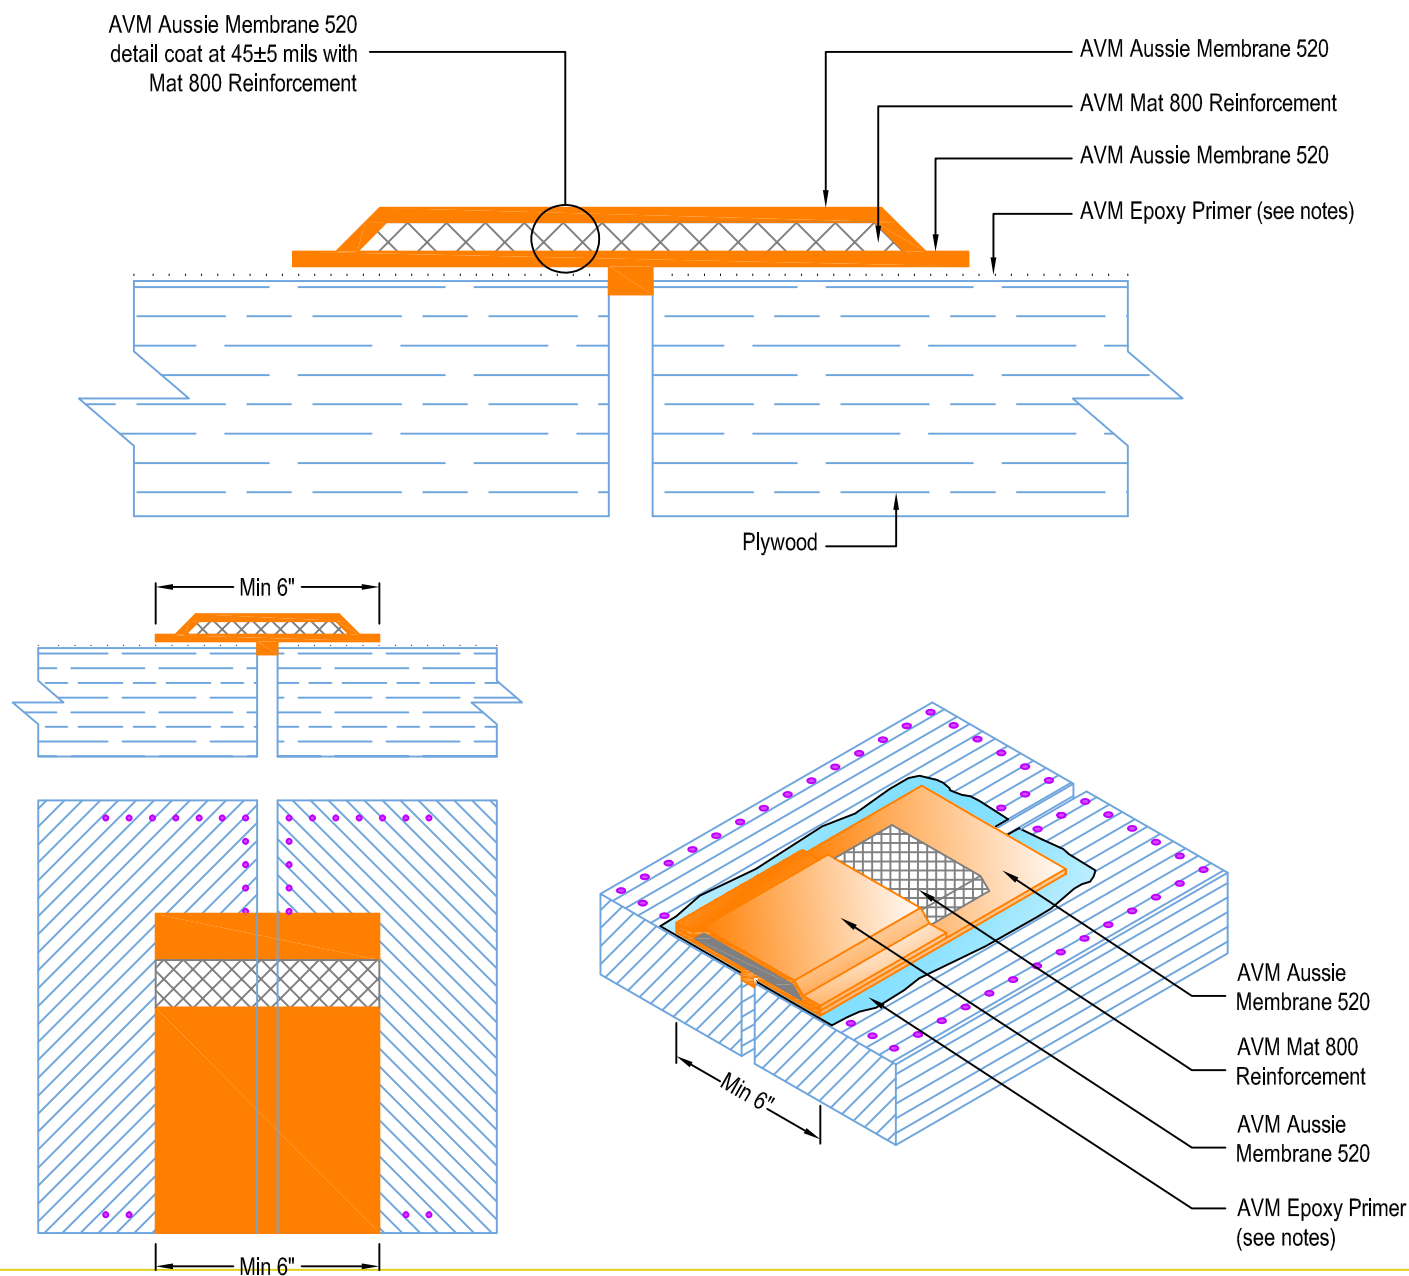 AVM Aussie Membrane 520
detail coat at 45±5 mils with
Mat 800 Reinforcement
AVM Aussie Membrane 520
AVM Mat 800 Reinforcement
AVM Aussie Membrane 520
AVM Epoxy Primer (see notes)
Plywood
Min 6"
Min 6"
Min 6"
AVM Aussie
Membrane 520
AVM Mat 800
Reinforcement
AVM Aussie
Membrane 520
AVM Epoxy Primer
(see notes)